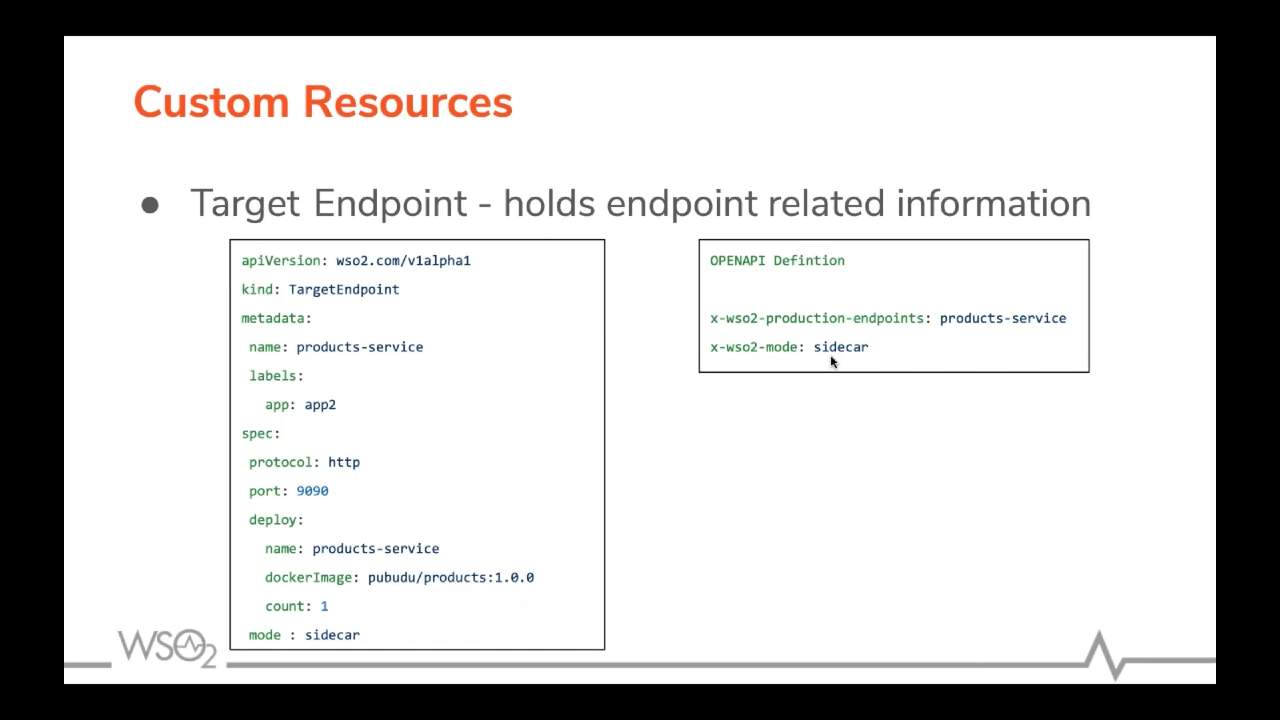 Custom Resources
● Target Endpoint - holds endpoint related information
apiVersion: wso2.com/v1alpha1
kind: TargetEndpoint
metadata:
name: products-service
labels:
app: app2
spec:
protocol: http
port: 9090
deploy:
name: products-service
dockerImage: pubudu/products:1.0.0
count: 1
mode : sidecar
OPENAPI Defintion
x-wso2-production-endpoints: products-service
x-wso2-mode: sidecar
WSO2